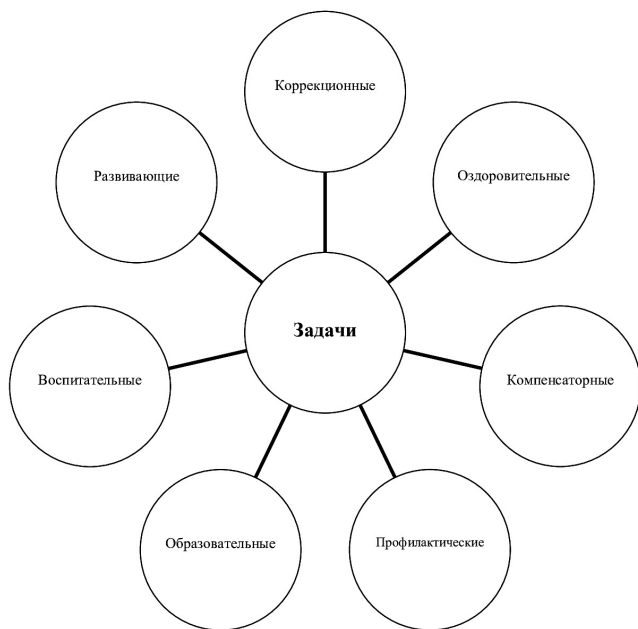 Коррекционные
Развивающие
Оздоровительные
Задачи
Воспитательные
Компенсаторные
Образовательные
Профилактические